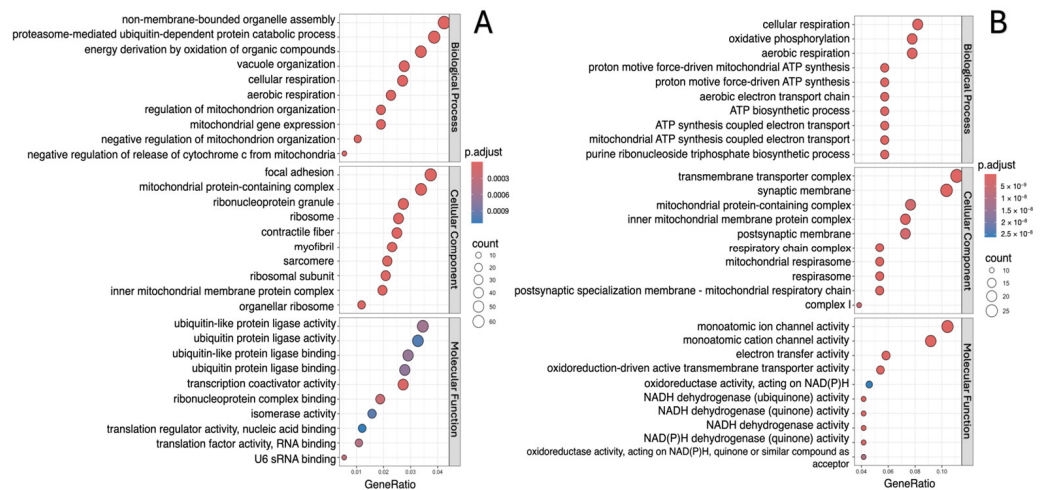 A
non-membrane-bounded organelle assembly
proteasome-mediated ubiquitin-dependent protein catabolic process
energy derivation by oxidation of organic compounds
vacuole organization
cellular respiration
aerobic respiration
regulation of mitochondrion organization
mitochondrial gene expression
negative regulation of mitochondrion organization
negative regulation of release of cytochrome c from mitochondria
Biological Process
focal adhesion
mitochondrial protein-containing complex
ribonucleoprotein granule
ribosome
contractile fiber
myofibril
sarcomere
ribosomal subunit
inner mitochondrial membrane protein complex
organellar ribosome
Cellular Component
ubiquitin-like protein ligase activity
ubiquitin protein ligase activity
ubiquitin-like protein ligase binding
ubiquitin protein ligase binding
transcription coactivator activity
ribonucleoprotein complex binding
isomerase activity
translation regulator activity, nucleic acid binding
translation factor activity, RNA binding
U6 sRNA binding
Molecular Function
0.01 0.02 0.03 0.04
GeneRatio
p.adjust
0.0003
0.0006
0.0009
count
10
20
30
40
50
60
B
cellular respiration
oxidative phosphorylation
aerobic respiration
proton motive force-driven mitochondrial ATP synthesis
proton motive force-driven ATP synthesis
aerobic electron transport chain
ATP biosynthetic process
ATP synthesis coupled electron transport
mitochondrial ATP synthesis coupled electron transport
purine ribonucleoside triphosphate biosynthetic process
Biological Process
transmembrane transporter complex
synaptic membrane
mitochondrial protein-containing complex
inner mitochondrial membrane protein complex
postsynaptic membrane
respiratory chain complex
mitochondrial respirasome
respirasome
postsynaptic specialization membrane - mitochondrial respiratory chain
complex I
Cellular Component
monoatomic ion channel activity
monoatomic cation channel activity
electron transfer activity
oxidoreduction-driven active transmembrane transporter activity
oxidoreductase activity, acting on NAD(P)H
NADH dehydrogenase (ubiquinone) activity
NADH dehydrogenase (quinone) activity
NADH dehydrogenase activity
NAD(P)H dehydrogenase (quinone) activity
oxidoreductase activity, acting on NAD(P)H, quinone or similar compound as
acceptor
Molecular Function
0.04 0.06 0.08 0.10
GeneRatio
p.adjust
count
10
15
20
25